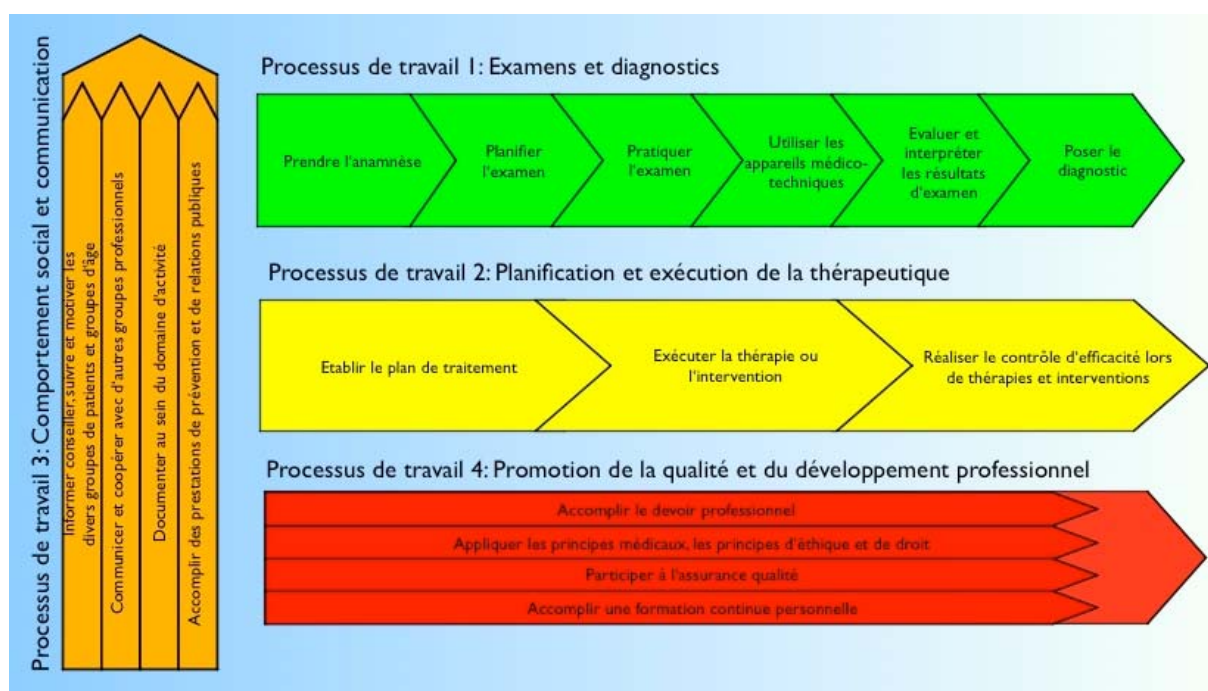 Processus de travail 3: Comportement social et communication
Informer conseiller, suivre et motiver les
divers groupes de patients et groupes d'âge
Communicer et coopérer avec d'autres groupes professionnels
Documenter au sein du domaine d'activité
Accomplir des prestations de prévention et de relations publiques
Processus de travail 1: Examens et diagnostics
Prendre l'anamnèse
Planifier
l'examen
Pratiquer
l'examen
Utiliser les
appareils médico-
techniques
Evaluer et
interpréter
les résultats
d'examen
Poser le
diagnostic
Processus de travail 2: Planification et exécution de la thérapeutique
Etablir le plan de traitement
Exécuter la thérapie ou
l'intervention
Réaliser le contrôle d'efficacité lors
de thérapies et interventions
Processus de travail 4: Promotion de la qualité et du développement professionnel
Accomplir le devoir professionnel
Appliquer les principes médicaux, les principes d'éthique et de droit
Participer à l'assurance qualité
Accomplir une formation continue personnelle